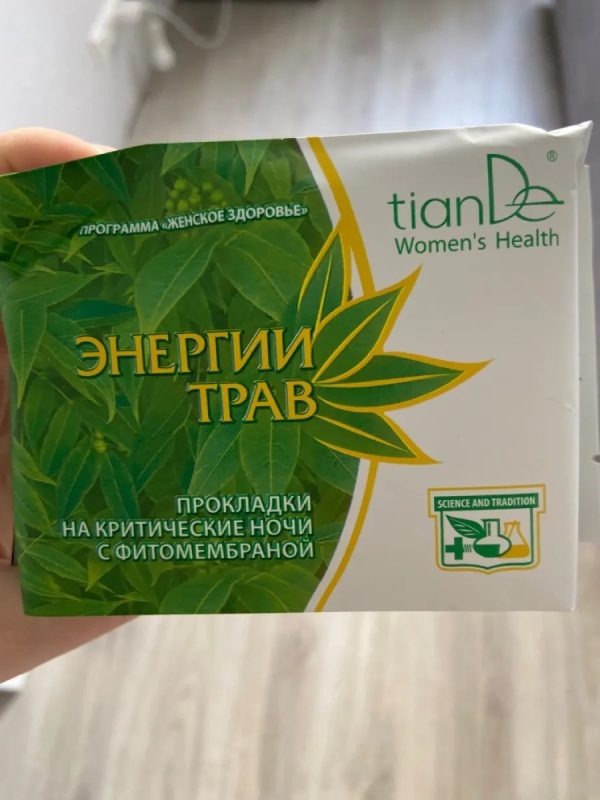 ПРОГРАММА «ЖЕНСКОЕ ЗДОРОВЬЕ»
tianDe®
Women's Health
ЭНЕРГИИ
ТРАВ
ПРОКЛАДКИ
НА КРИТИЧЕСКИЕ НОЧИ
С ФИТОМЕМБРАНОЙ
SCIENCE AND TRADITION